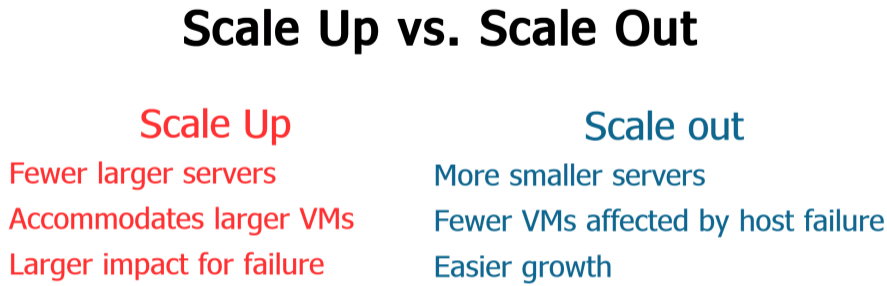 Scale Up vs. Scale Out
Scale Up
Fewer larger servers
Accommodates larger VMs
Larger impact for failure
Scale out
More smaller servers
Fewer VMs affected by host failure
Easier growth